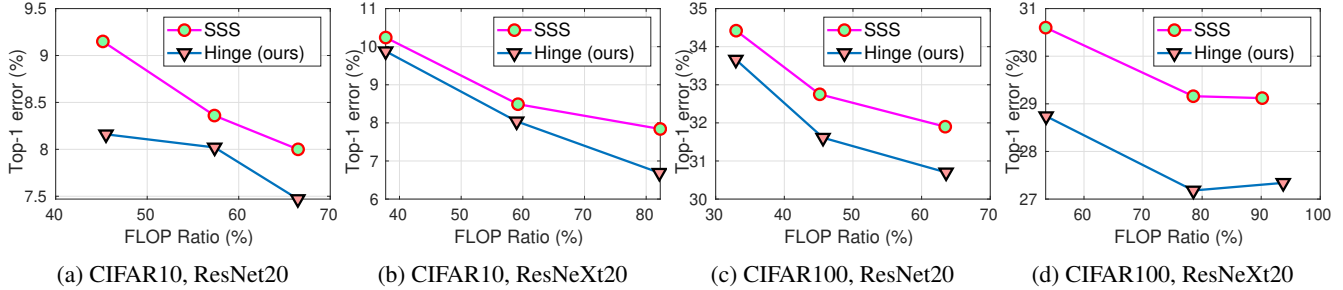 SSS
Hinge (ours)
Top-1 error (%)
9.5
9
8.5
8
7.5
40
50
60
70
FLOP Ratio (%)
(a) CIFAR10, ResNet20
SSS
Hinge (ours)
Top-1 error (%)
11
10
9
8
7
6
40
50
60
70
80
FLOP Ratio (%)
(b) CIFAR10, ResNeXt20
SSS
Hinge (ours)
Top-1 error (%)
35
34
33
32
31
30
30
40
50
60
70
FLOP Ratio (%)
(c) CIFAR100, ResNet20
SSS
Hinge (ours)
Top-1 error (%)
31
30
29
28
27
60
70
80
90
100
FLOP Ratio (%)
(d) CIFAR100, ResNeXt20